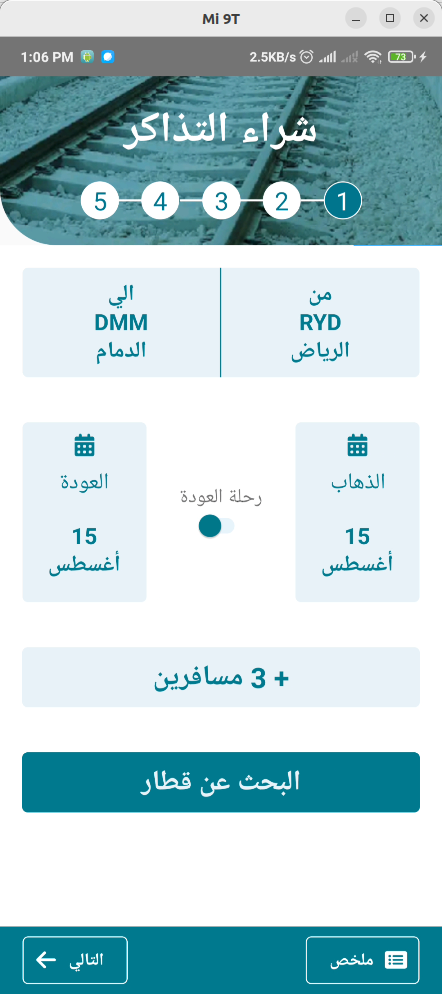 Mi 9T
1:06 PM
2.5KB/s
73
شراء التذاكر
1 2 3 4 5
من
RYD
الرياض
الي
DMM
الدمام
الذهاب
15
أغسطس
رحلة العودة
العودة
15
أغسطس
+ 3 مسافرين
البحث عن قطار
ملخص
التالي